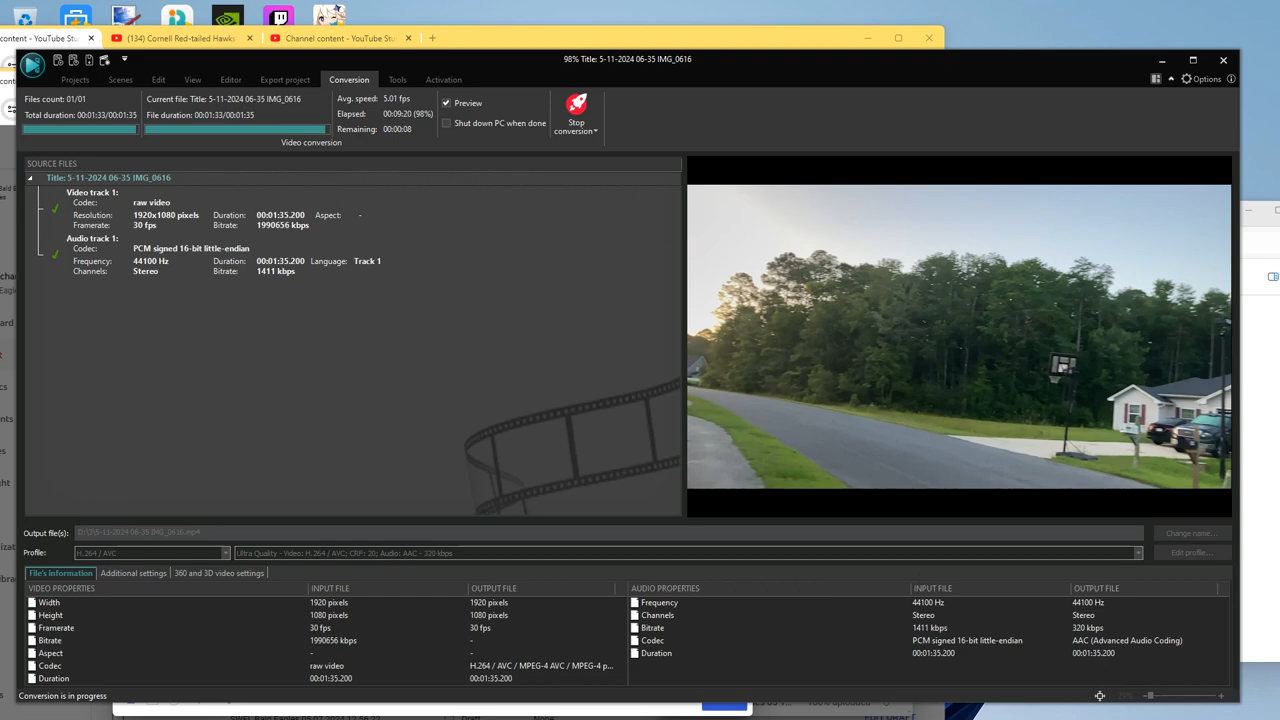 content - YouTube Stu
(134) Cornell Red-tailed Hawks
Channel content - YouTube Stu
98% Title: 5-11-2024 06-35 IMG_0616
Projects Scenes Edit View Editor Export project Conversion Tools Activation
Options
Files count: 01/01
Total duration: 00:01:33/00:01:35
Current file: Title: 5-11-2024 06-35 IMG_0616
File duration: 00:01:33/00:01:35
Avg. speed: 5.01 fps
Elapsed: 00:09:20 (98%)
Remaining: 00:00:08
Preview
Shut down PC when done
Stop
conversion
Video conversion
SOURCE FILES
Title: 5-11-2024 06-35 IMG_0616
Video track 1:
Codec: raw video
Resolution: 1920x1080 pixels Duration: 00:01:35.200 Aspect: -
Framerate: 30 fps Bitrate: 1990656 kbps
Audio track 1:
Codec: PCM signed 16-bit little-endian
Frequency: 44100 Hz Duration: 00:01:35.200 Language: Track 1
Channels: Stereo Bitrate: 1411 kbps
Output file(s): D:\3\5-11-2024 06-35 IMG_0616.mp4 Change name...
Profile: H.264 / AVC Ultra Quality - Video: H.264 / AVC; CRF: 20; Audio: AAC - 320 kbps Edit profile...
File's information Additional settings 360 and 3D video settings
VIDEO PROPERTIES INPUT FILE OUTPUT FILE
Width 1920 pixels 1920 pixels
Height 1080 pixels 1080 pixels
Framerate 30 fps 30 fps
Bitrate 1990656 kbps -
Aspect - -
Codec raw video H.264 / AVC / MPEG-4 AVC / MPEG-4 p...
Duration 00:01:35.200 00:01:35.200
AUDIO PROPERTIES INPUT FILE OUTPUT FILE
Frequency 44100 Hz 44100 Hz
Channels Stereo Stereo
Bitrate 1411 kbps 320 kbps
Codec PCM signed 16-bit little-endian AAC (Advanced Audio Coding)
Duration 00:01:35.200 00:01:35.200
Conversion is in progress